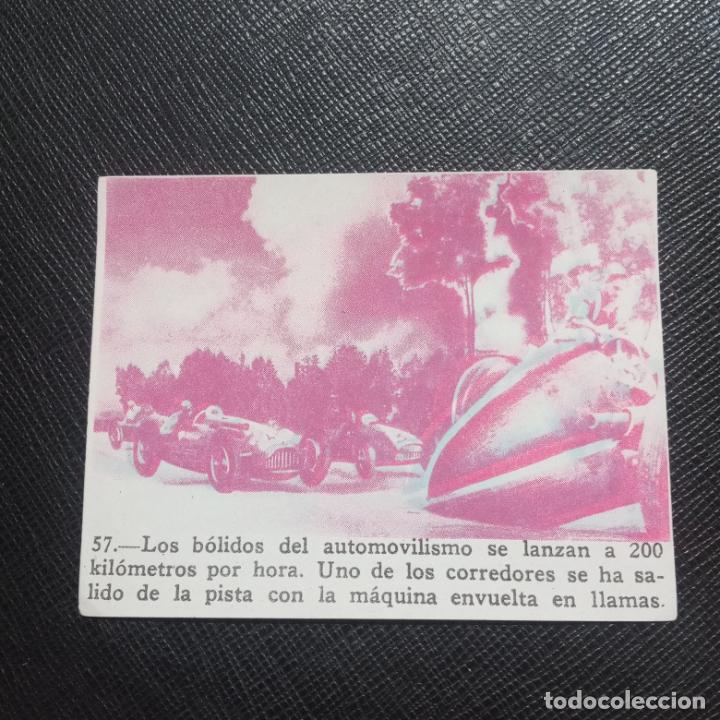 57.—Los bólidos del automovilismo se lanzan a 200
kilómetros por hora. Uno de los corredores se ha sa-
lido de la pista con la máquina envuelta en llamas.
todocoleccion